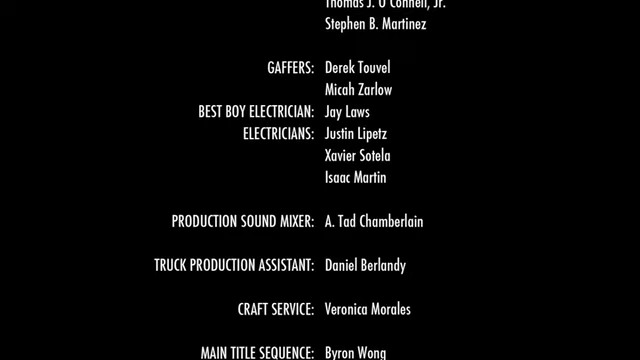 Thomas J. O'Connell, Jr.
Stephen B. Martinez
GAFFERS: Derek Touvel
Micah Zarlow
BEST BOY ELECTRICIAN: Jay Laws
ELECTRICIANS: Justin Lipetz
Xavier Sotela
Isaac Martin
PRODUCTION SOUND MIXER: A. Tad Chamberlain
TRUCK PRODUCTION ASSISTANT: Daniel Berlandy
CRAFT SERVICE: Veronica Morales
MAIN TITLE SEQUENCE: Byron Wong